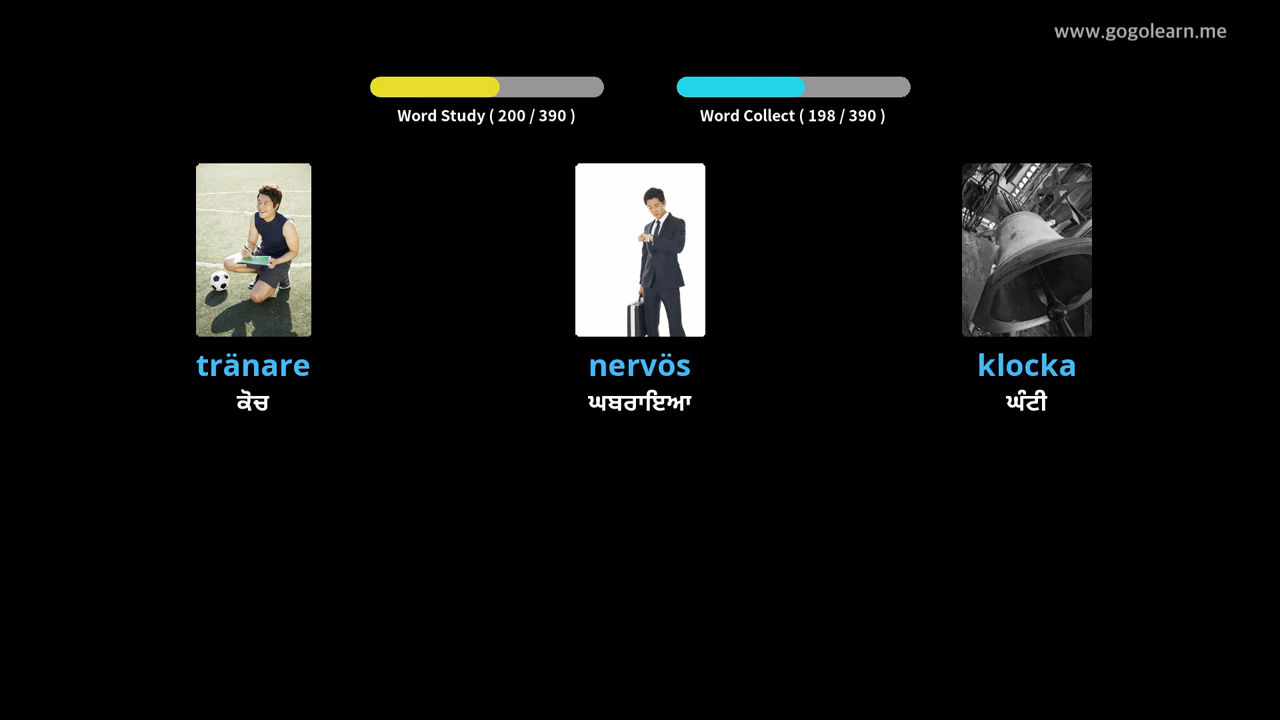 www.gogolearn.me
Word Study ( 200 / 390 )
Word Collect ( 198 / 390 )
tränare
nervös
klocka
ਕੋਚ
ਘਬਰਾਇਆ
ਘੰਟੀ